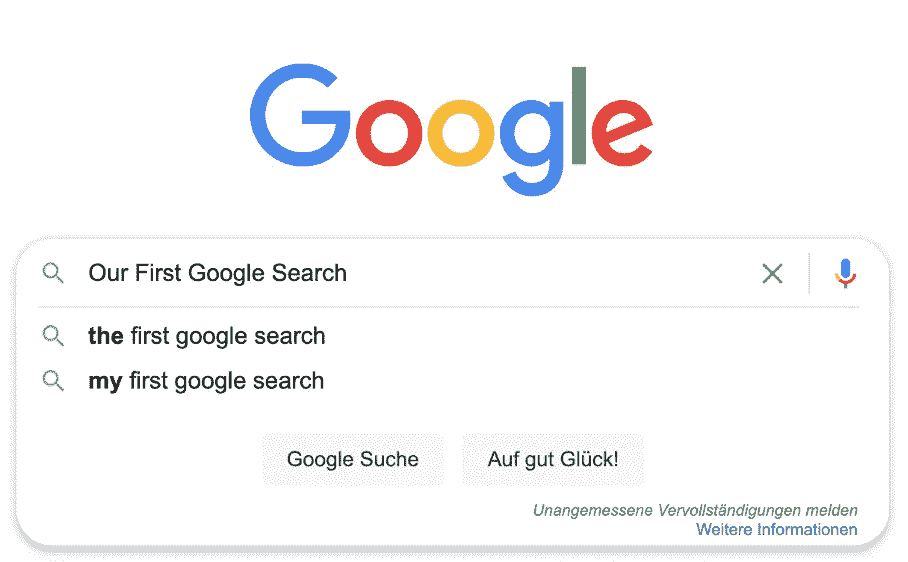 Google
Our First Google Search
the first google search
my first google search
Google Suche Auf gut Glück!
Unangemessene Vervollständigungen melden
Weitere Informationen